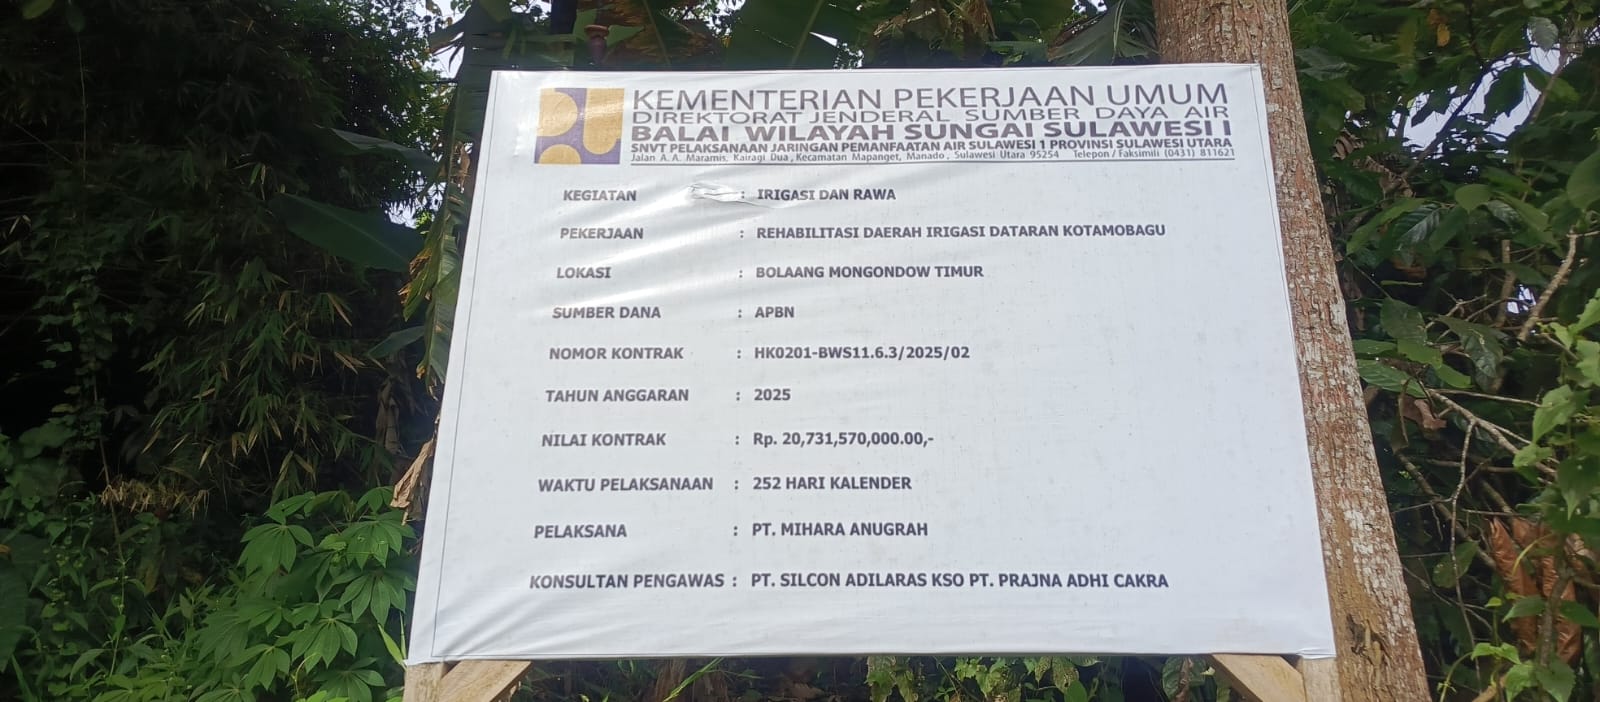 KEMENTERIAN PEKERJAAN UMUM
DIREKTORAT JENDERAL SUMBER DAYA AIR
BALAI WILAYAH SUNGAI SULAWESI I
SNVT PELAKSANAAN JARINGAN PEMANFAATAN AIR SULAWESI 1 PROVINSI SULAWESI UTARA
Jalan A. A. Maramis, Kairagi Dua, Kecamatan Mapanget, Manado, Sulawesi Utara 95254 Telepon / Faksimili (0431) 811621
KEGIATAN : IRIGASI DAN RAWA
PEKERJAAN : REHABILITASI DAERAH IRIGASI DATARAN KOTAMOBAGU
LOKASI : BOLAANG MONGONDOW TIMUR
SUMBER DANA : APBN
NOMOR KONTRAK : HK0201-BWS11.6.3/2025/02
TAHUN ANGGARAN : 2025
NILAI KONTRAK : Rp. 20,731,570,000.00,-
WAKTU PELAKSANAAN : 252 HARI KALENDER
PELAKSANA : PT. MIHARA ANUGRAH
KONSULTAN PENGAWAS : PT. SILCON ADILARAS KSO PT. PRAJNA ADHI CAKRA